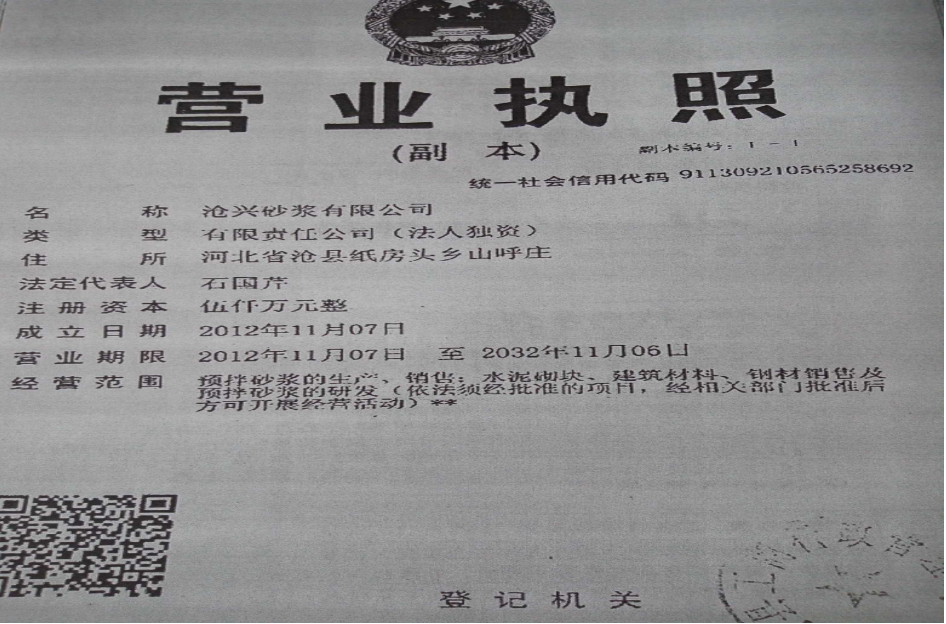 营业执照
(副 本)
副本编号：1-1
统一社会信用代码 911309210565258692
名 称 沧兴砂浆有限公司
类 型 有限责任公司（法人独资）
住 所 河北省沧县纸房头乡山呼庄
法定代表人 石国芹
注册资本 伍仟万元整
成立日期 2012年11月07日
营业期限 2012年11月07日 至 2032年11月06日
经营范围 预拌砂浆的生产、销售；水泥砌块、建筑材料、钢材销售及
预拌砂浆的研发（依法须经批准的项目，经相关部门批准后
方可开展经营活动）**
登记机关
行政审